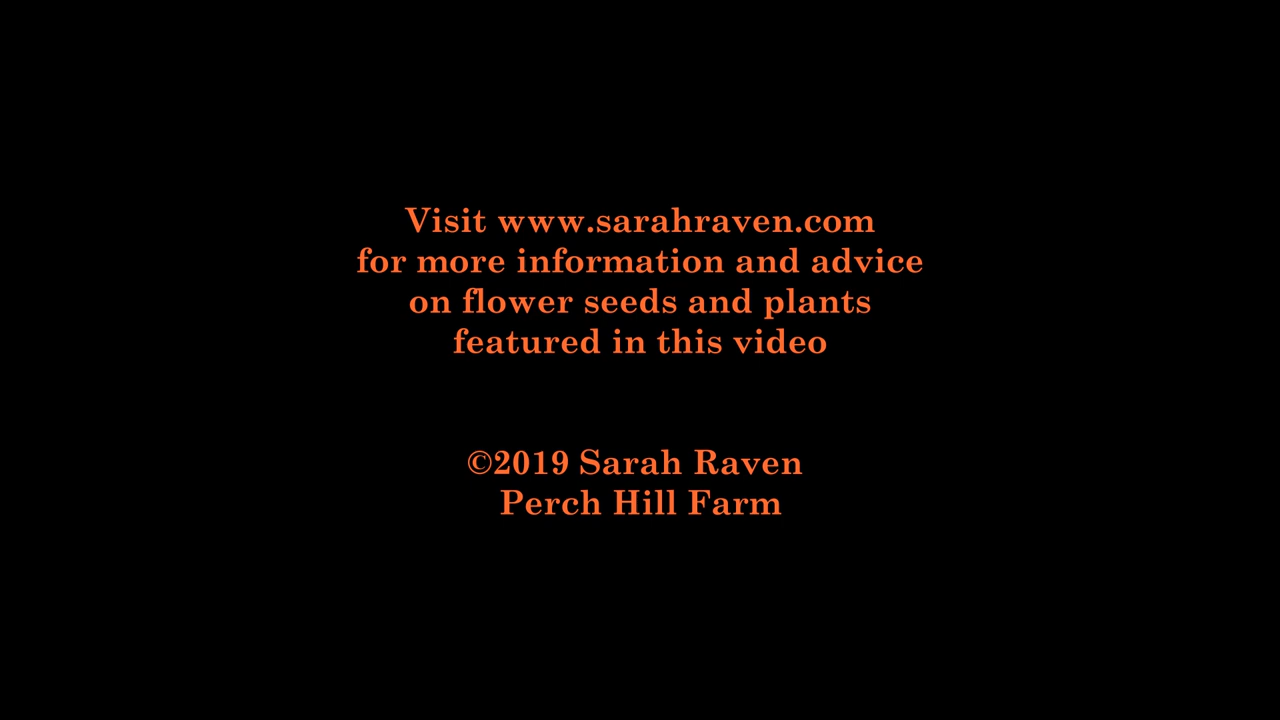 Visit www.sarahraven.com
for more information and advice
on flower seeds and plants
featured in this video
©2019 Sarah Raven
Perch Hill Farm